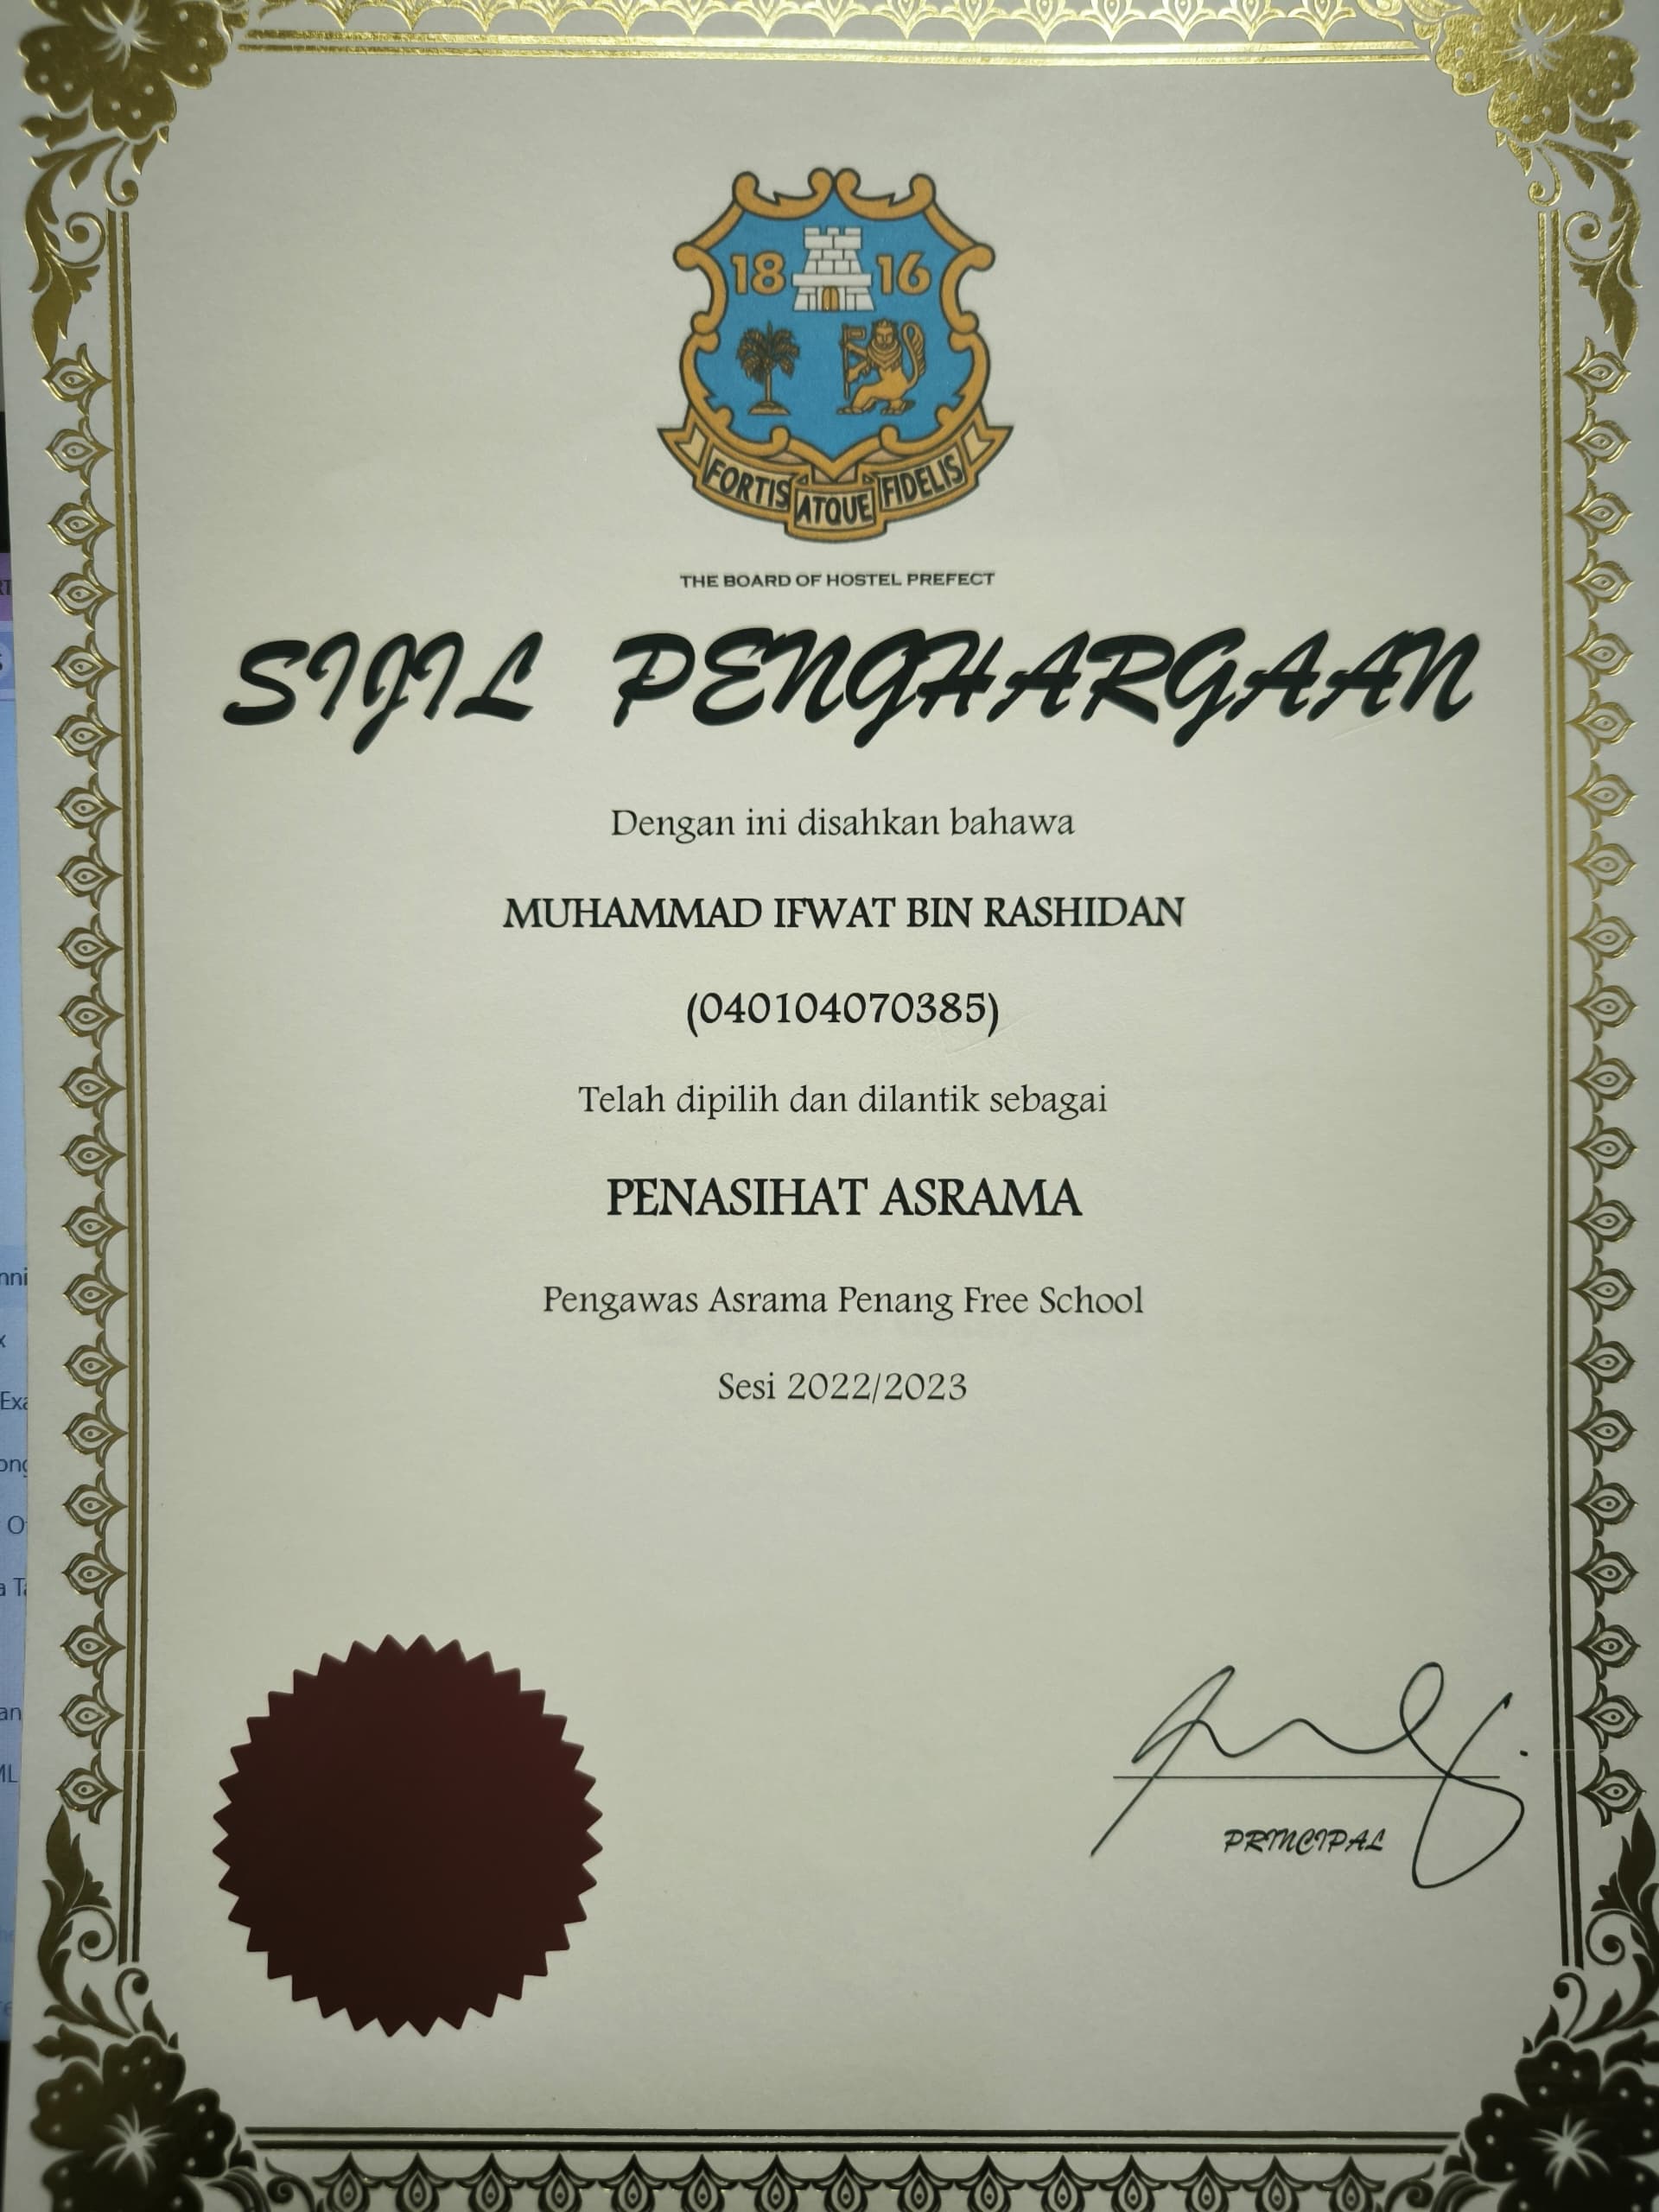 18 16
FORTIS ATQUE FIDELIS
THE BOARD OF HOSTEL PREFECT
SIJIL PENGHARGAAN
Dengan ini disahkan bahawa
MUHAMMAD IFWAT BIN RASHIDAN
(040104070385)
Telah dipilih dan dilantik sebagai
PENASIHAT ASRAMA
Pengawas Asrama Penang Free School
Sesi 2022/2023
PRINCIPAL